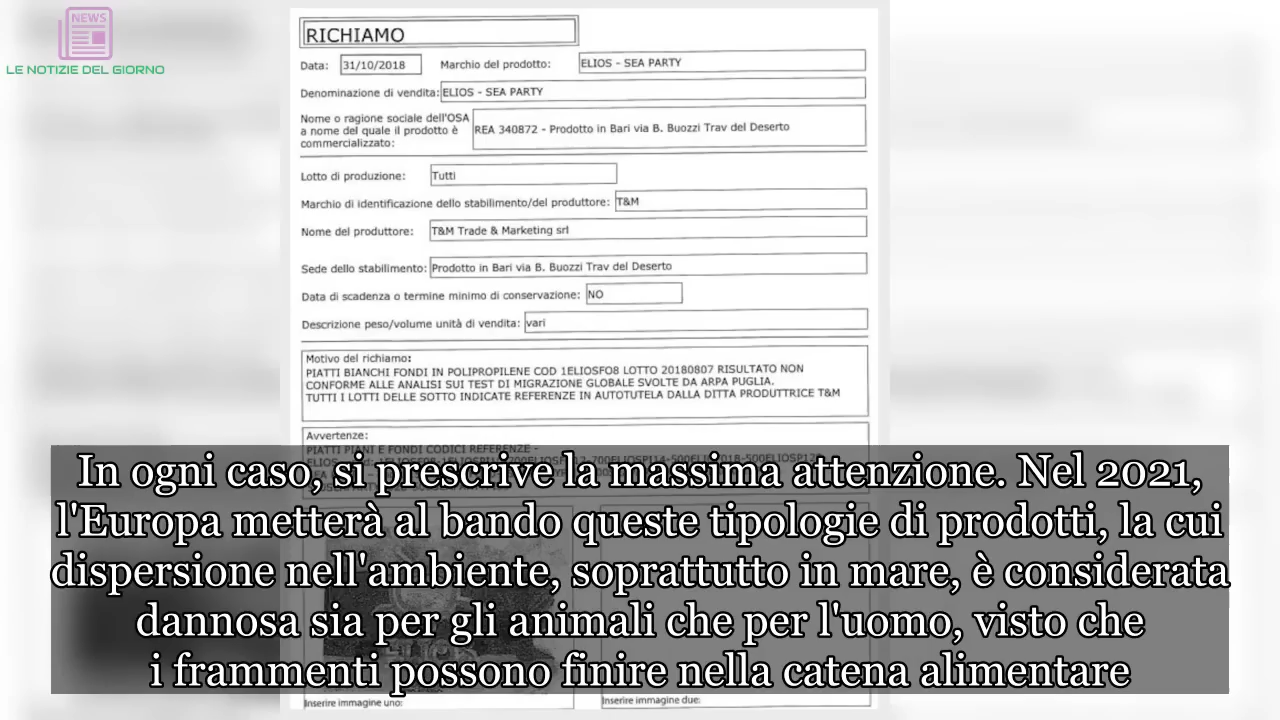 NEWS
LE NOTIZIE DEL GIORNO
RICHIAMO
Data: 31/10/2018 Marchio del prodotto: ELIOS - SEA PARTY
Denominazione di vendita: ELIOS - SEA PARTY
Nome o ragione sociale dell'OSA
a nome del quale il prodotto è
commercializzato:
REA 340872 - Prodotto in Bari via B. Buozzi Trav del Deserto
Lotto di produzione: Tutti
Marchio di identificazione dello stabilimento/del produttore: T&M
Nome del produttore: T&M Trade & Marketing srl
Sede dello stabilimento: Prodotto in Bari via B. Buozzi Trav del Deserto
Data di scadenza o termine minimo di conservazione: NO
Descrizione peso/volume unità di vendita: vari
Motivo del richiamo:
PIATTI BIANCHI FONDI IN POLIPROPILENE COD 1ELIOSF08 LOTTO 20180807 RISULTATO NON
CONFORME ALLE ANALISI SUI TEST DI MIGRAZIONE GLOBALE SVOLTE DA ARPA PUGLIA.
TUTTI I LOTTI DELLE SOTTO INDICATE REFERENZE IN AUTOTUTELA DALLA DITTA PRODUTTRICE T&M
Avvertenze:
PIATTI PIANI E FONDI CODICI REFERENZE -
In ogni caso, si prescrive la massima attenzione. Nel 2021,
l'Europa metterà al bando queste tipologie di prodotti, la cui
dispersione nell'ambiente, soprattutto in mare, è considerata
dannosa sia per gli animali che per l'uomo, visto che
i frammenti possono finire nella catena alimentare
Inserire immagine uno: Inserire immagine due: